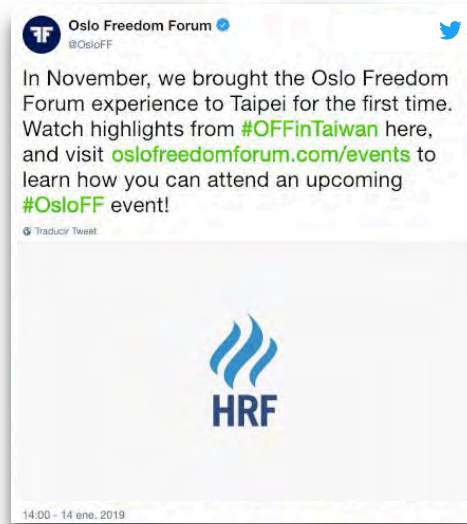 Oslo Freedom Forum
@OsloFF
In November, we brought the Oslo Freedom
Forum experience to Taipei for the first time.
Watch highlights from #OFFinTaiwan here,
and visit oslofreedomforum.com/events to
learn how you can attend an upcoming
#OsloFF event!
Traducir Tweet
HRF
14:00 - 14 ene. 2019